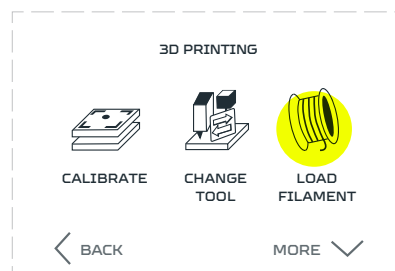 3D PRINTING
CALIBRATE
CHANGE
TOOL
LOAD
FILAMENT
BACK
MORE